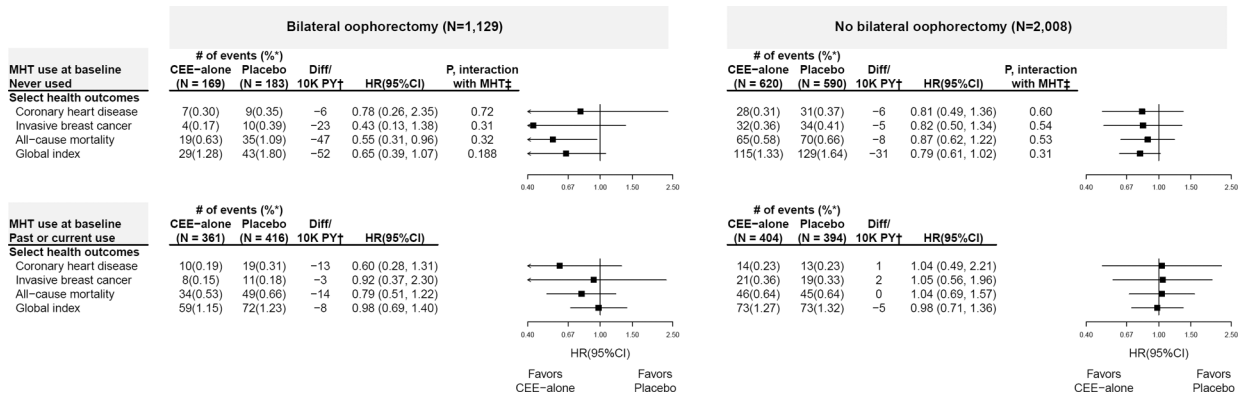 Bilateral oophorectomy (N=1,129)
No bilateral oophorectomy (N=2,008)
# of events (%*)
# of events (%*)
MHT use at baseline CEE−alone Placebo Diff/ P, interaction CEE−alone Placebo Diff/ P, interaction
Never used (N = 169) (N = 183) 10K PY† HR(95%CI) with MHT‡ (N = 620) (N = 590) 10K PY† HR(95%CI) with MHT‡
Select health outcomes
Coronary heart disease 7(0.30) 9(0.35) −6 0.78 (0.26, 2.35) 0.72 28(0.31) 31(0.37) −6 0.81 (0.49, 1.36) 0.60
Invasive breast cancer 4(0.17) 10(0.39) −23 0.43 (0.13, 1.38) 0.31 32(0.36) 34(0.41) −5 0.82 (0.50, 1.34) 0.54
All−cause mortality 19(0.63) 35(1.09) −47 0.55 (0.31, 0.96) 0.32 65(0.58) 70(0.66) −8 0.87 (0.62, 1.22) 0.53
Global index 29(1.28) 43(1.80) −52 0.65 (0.39, 1.07) 0.188 115(1.33) 129(1.64) −31 0.79 (0.61, 1.02) 0.31
0.40 0.67 1.00 1.50 2.50 0.40 0.67 1.00 1.50 2.50
# of events (%*)
# of events (%*)
MHT use at baseline CEE−alone Placebo Diff/ CEE−alone Placebo Diff/
Past or current use (N = 361) (N = 416) 10K PY† HR(95%CI) (N = 404) (N = 394) 10K PY† HR(95%CI)
Select health outcomes
Coronary heart disease 10(0.19) 19(0.31) −13 0.60 (0.28, 1.31) 14(0.23) 13(0.23) 1 1.04 (0.49, 2.21)
Invasive breast cancer 8(0.15) 11(0.18) −3 0.92 (0.37, 2.30) 21(0.36) 19(0.33) 2 1.05 (0.56, 1.96)
All−cause mortality 34(0.53) 49(0.66) −14 0.79 (0.51, 1.22) 46(0.64) 45(0.64) 0 1.04 (0.69, 1.57)
Global index 59(1.15) 72(1.23) −8 0.98 (0.69, 1.40) 73(1.27) 73(1.32) −5 0.98 (0.71, 1.36)
0.40 0.67 1.00 1.50 2.50 0.40 0.67 1.00 1.50 2.50
HR(95%CI) HR(95%CI)
Favors Favors Favors Favors
CEE−alone Placebo CEE−alone Placebo